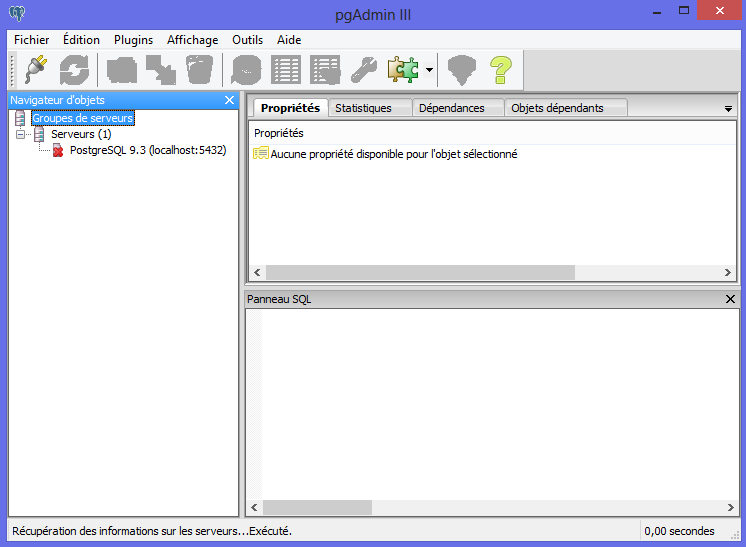 pgAdmin III
Fichier Édition Plugins Affichage Outils Aide
Navigateur d'objets
Groupes de serveurs
Serveurs (1)
PostgreSQL 9.3 (localhost:5432)
Propriétés Statistiques Dépendances Objets dépendants
Propriétés
Aucune propriété disponible pour l'objet sélectionné
Panneau SQL
Récupération des informations sur les serveurs...Exécuté. 0,00 secondes